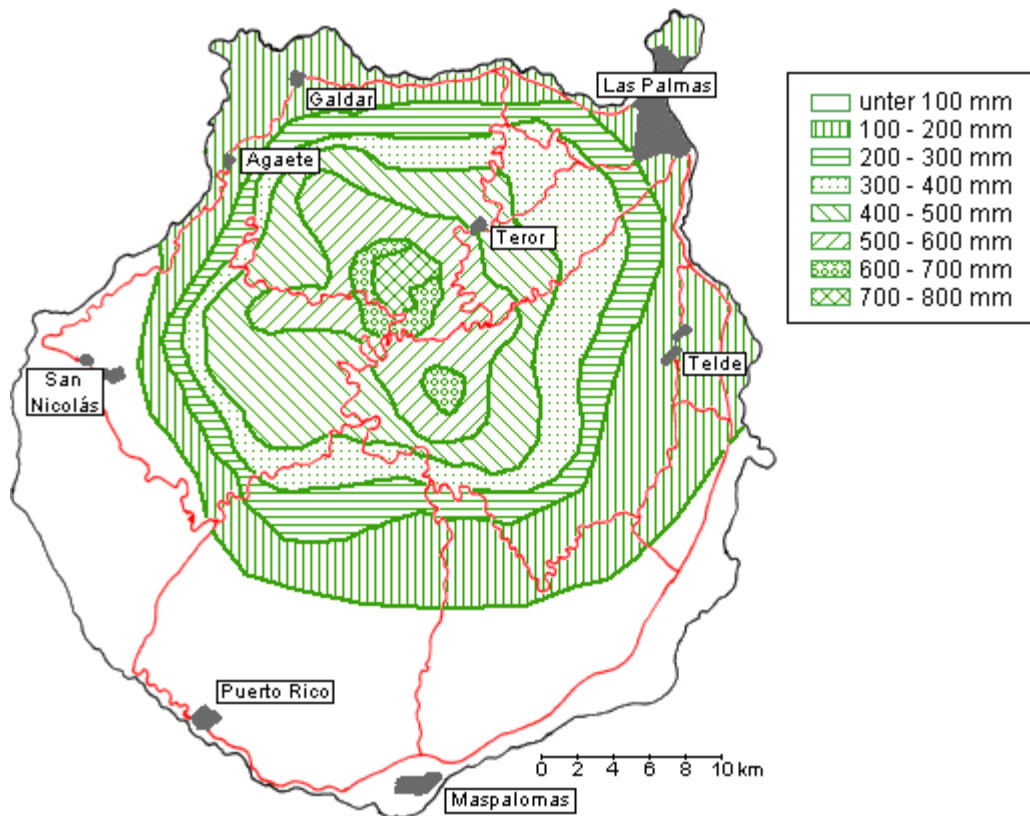 Las Palmas
Galdar
Agaete
Teror
Telde
San
Nicolás
Puerto Rico
Maspalomas
0 2 4 6 8 10 km
unter 100 mm
100 - 200 mm
200 - 300 mm
300 - 400 mm
400 - 500 mm
500 - 600 mm
600 - 700 mm
700 - 800 mm